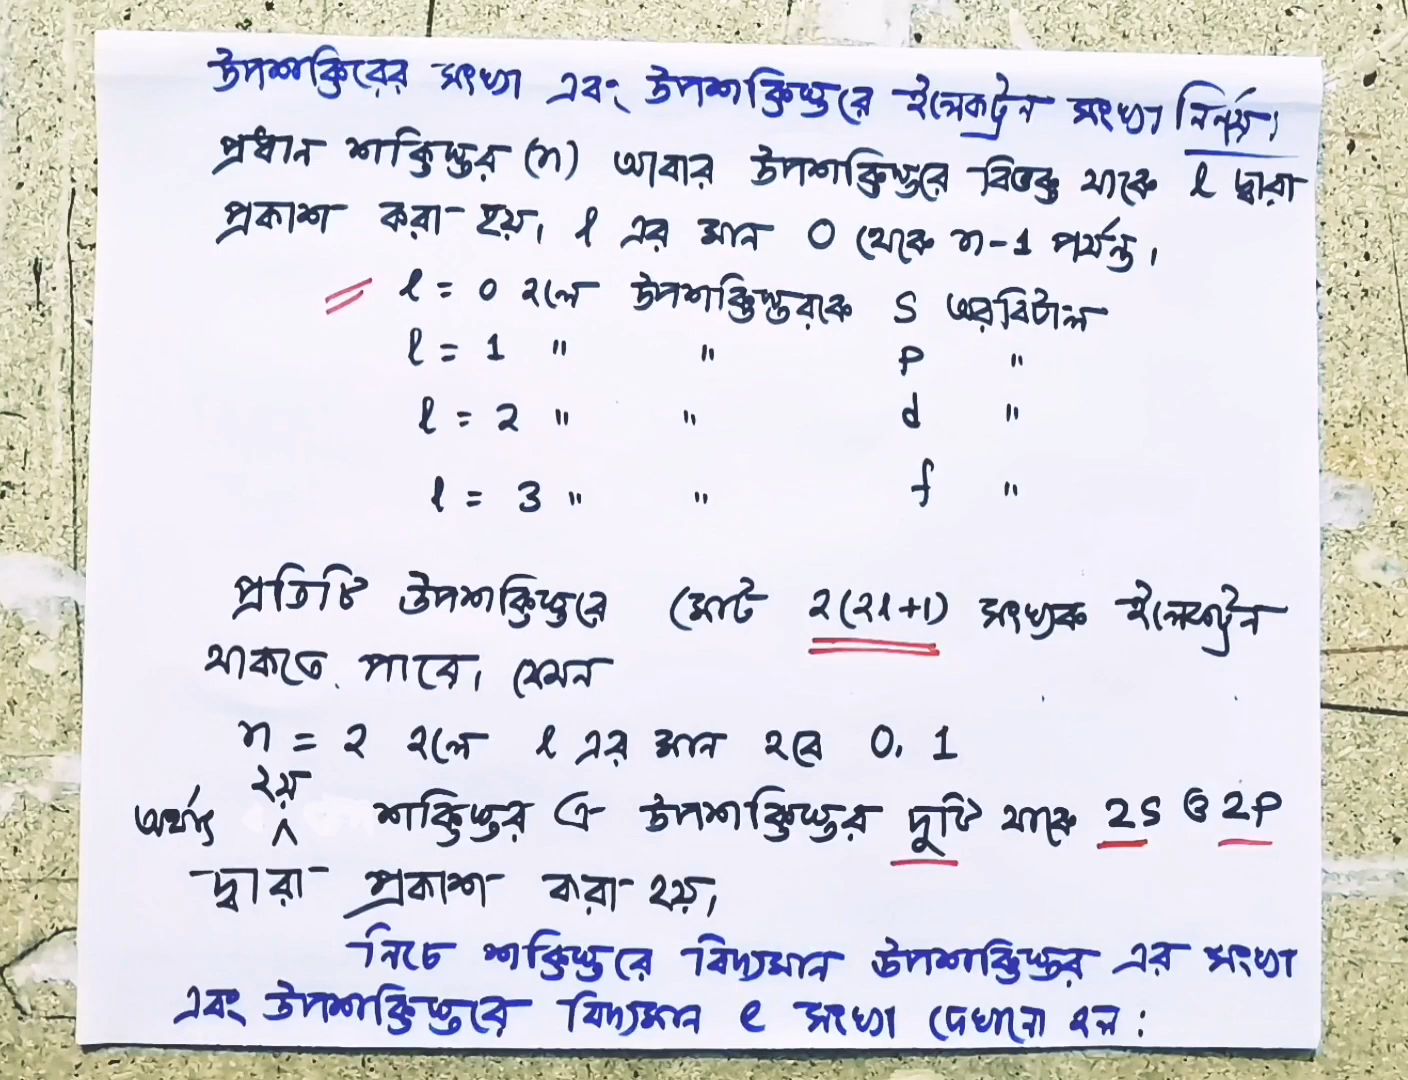 উপশক্তিরের সংখ্যা এবং উপশক্তিস্তরে ইলেকট্রন সংখ্যা নির্নয়।
প্রধান শক্তিস্তর (n) আবার উপশক্তিস্তরে বিভক্ত থাকে l দ্বারা
প্রকাশ করা হয়। l এর মান 0 থেকে n-1 পর্যন্ত।
l = 0 হলে উপশক্তিস্তরকে S অরবিটাল
l = 1 " " P "
l = 2 " " d "
l = 3 " " f "
প্রতিটি উপশক্তিস্তরে মোট 2(2l+1) সংখ্যক ইলেকট্রন
থাকতে পারে। যেমন
n = 2 হলে l এর মান হবে 0, 1
২য়
অর্থাৎ ^ শক্তিস্তর এ উপশক্তিস্তর দুটি থাকে 2S ও 2P
দ্বারা প্রকাশ করা হয়।
নিচে শক্তিস্তরে বিদ্যমান উপশক্তিস্তর এর সংখ্যা
এবং উপশক্তিস্তরে বিদ্যমান e সংখ্যা দেখানো হল: